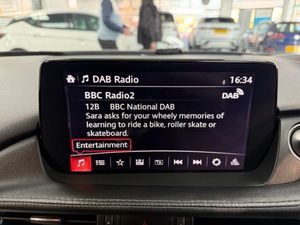 DAB Radio
16:34
BBC Radio2
DAB
12B BBC National DAB
Sara asks for your wheely memories of
learning to ride a bike, roller skate or
skateboard.
Entertainment